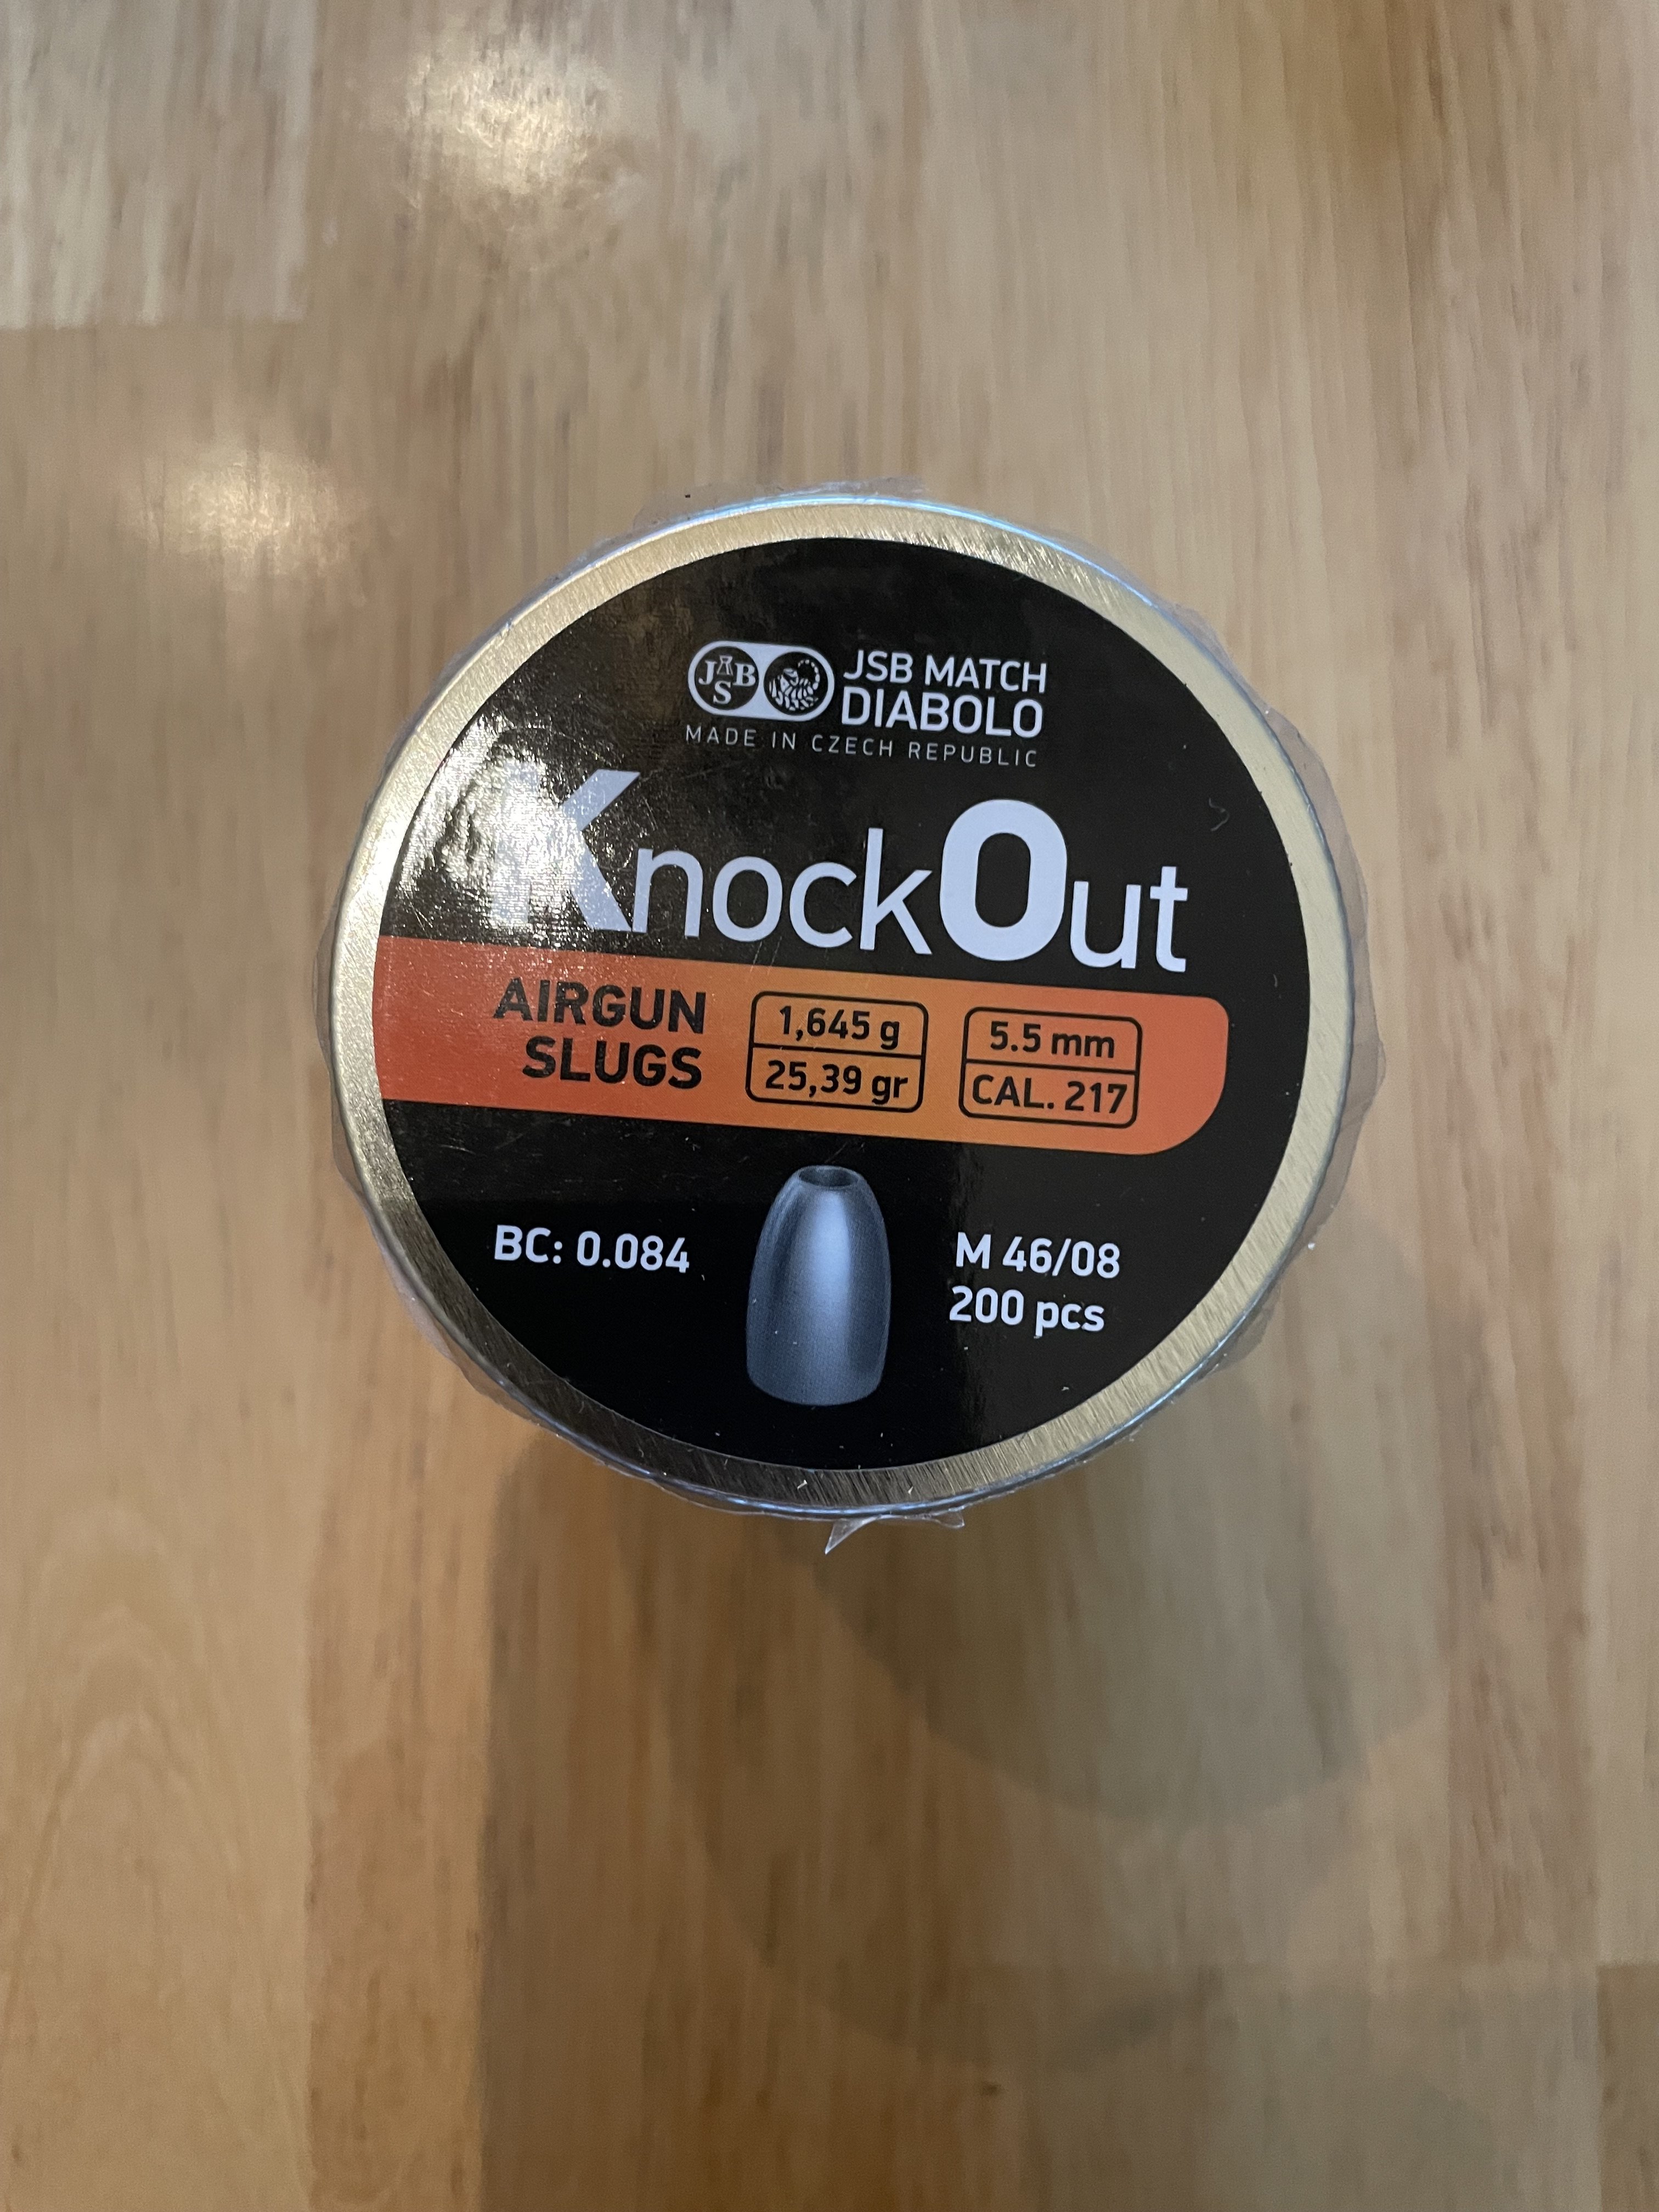 JSB
JSB MATCH
DIABOLO
MADE IN CZECH REPUBLIC
KnockOut
AIRGUN
SLUGS
1,645 g
25,39 gr
5.5 mm
CAL. 217
BC: 0.084
M 46/08
200 pcs